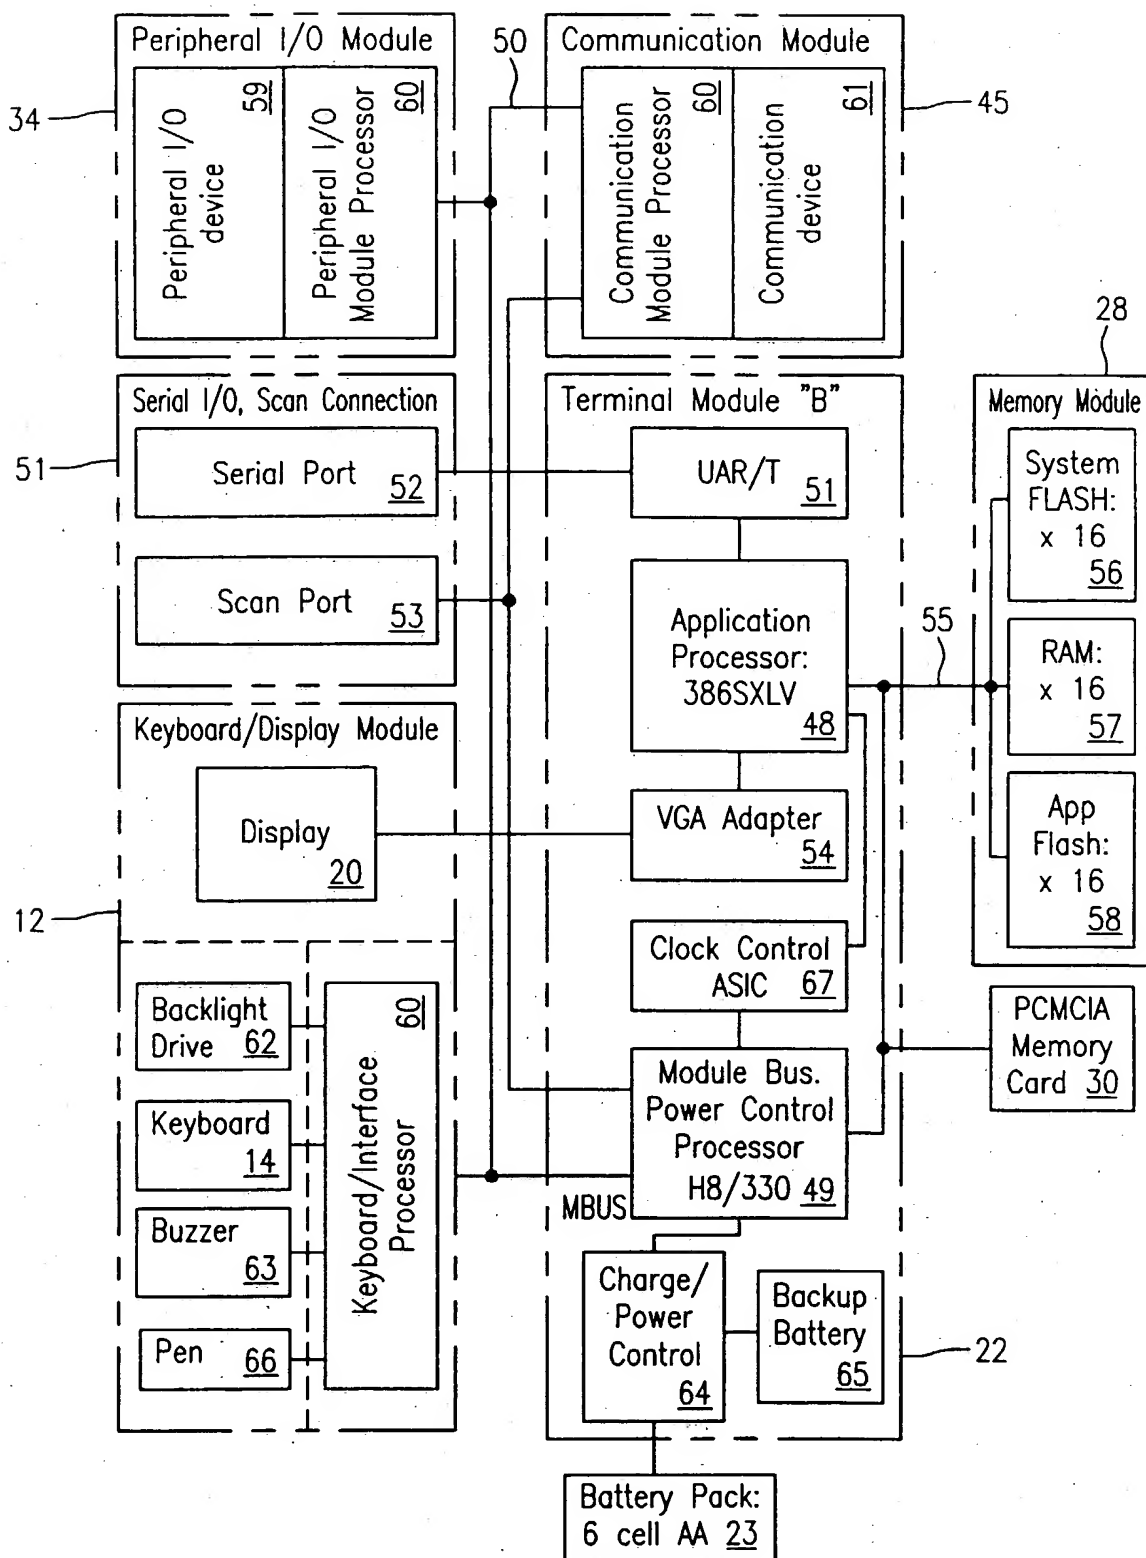 Peripheral I/O Module
Peripheral I/O
device
59
Peripheral I/O
Module Processor
60
34
50
Communication Module
Communication
Module Processor
60
Communication
device
61
45
Serial I/O, Scan Connection
Serial Port
52
Scan Port
53
51
Terminal Module "B"
UAR/T
51
Application
Processor:
386SXLV
48
VGA Adapter
54
Clock Control
ASIC 67
Module Bus.
Power Control
Processor
H8/330 49
MBUS
Charge/
Power
Control
64
Backup
Battery
65
22
Battery Pack:
6 cell AA 23
28
Memory Module
System
FLASH:
x 16
56
55
RAM:
x 16
57
App
Flash:
x 16
58
PCMCIA
Memory
Card 30
Keyboard/Display Module
Display
20
12
Backlight
Drive 62
Keyboard
14
Buzzer
63
Pen 66
Keyboard/Interface
Processor
60